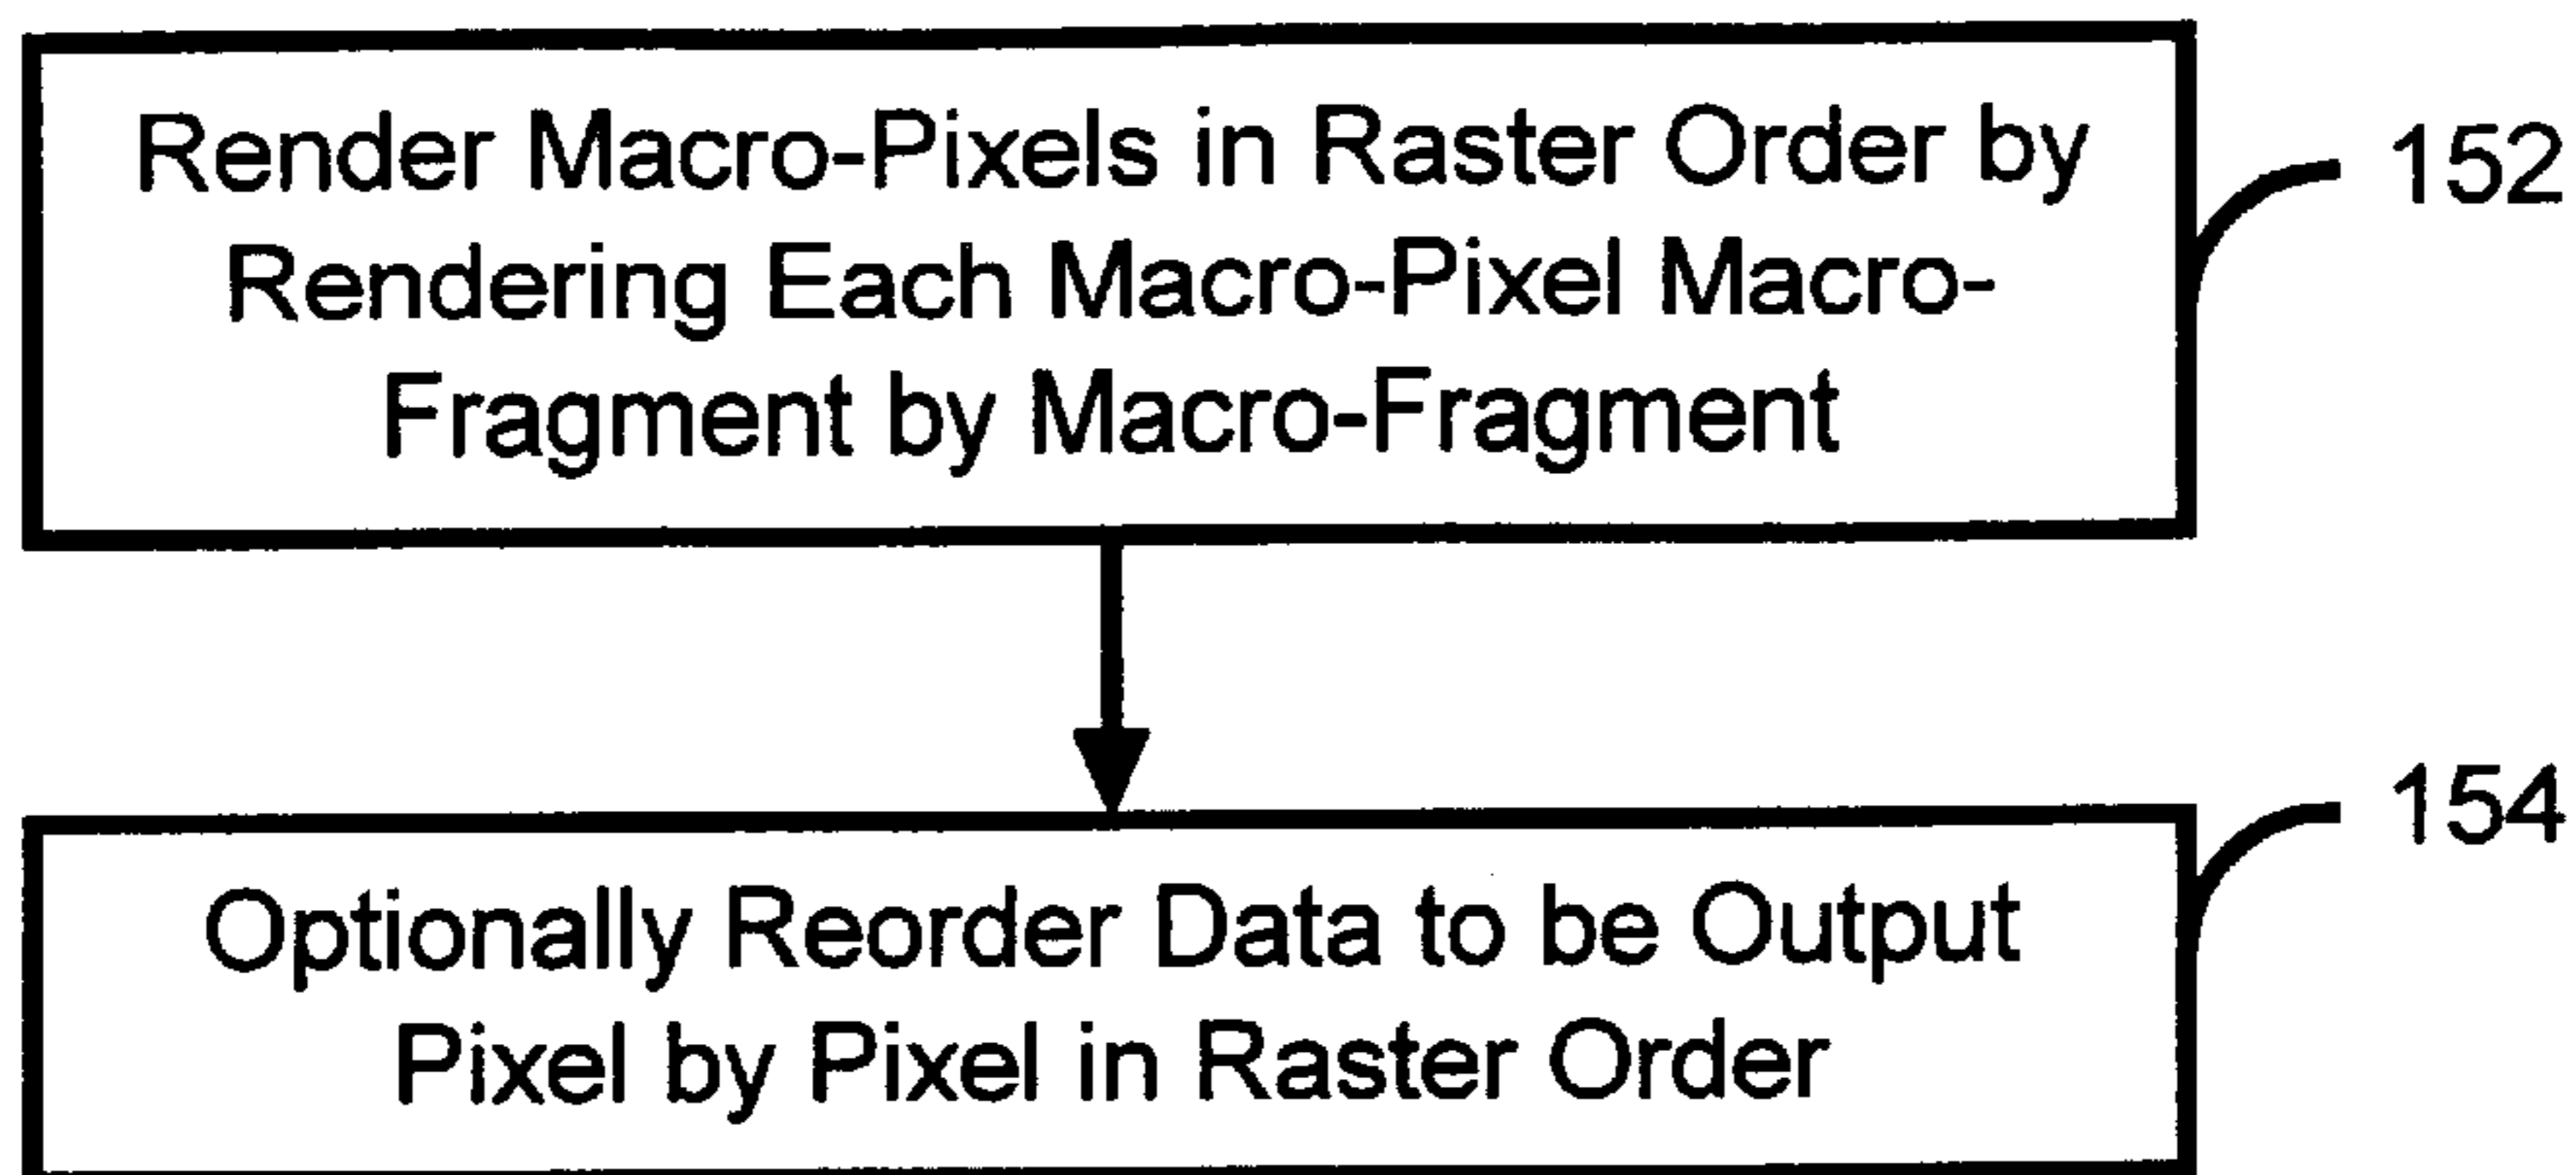 Render Macro-Pixels in Raster Order by
Rendering Each Macro-Pixel Macro-
Fragment by Macro-Fragment
152
Optionally Reorder Data to be Output
Pixel by Pixel in Raster Order
154